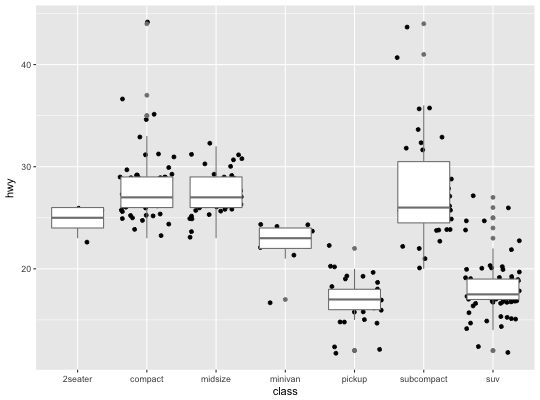 40
30
20
hwy
2seater compact midsize minivan pickup subcompact suv
class